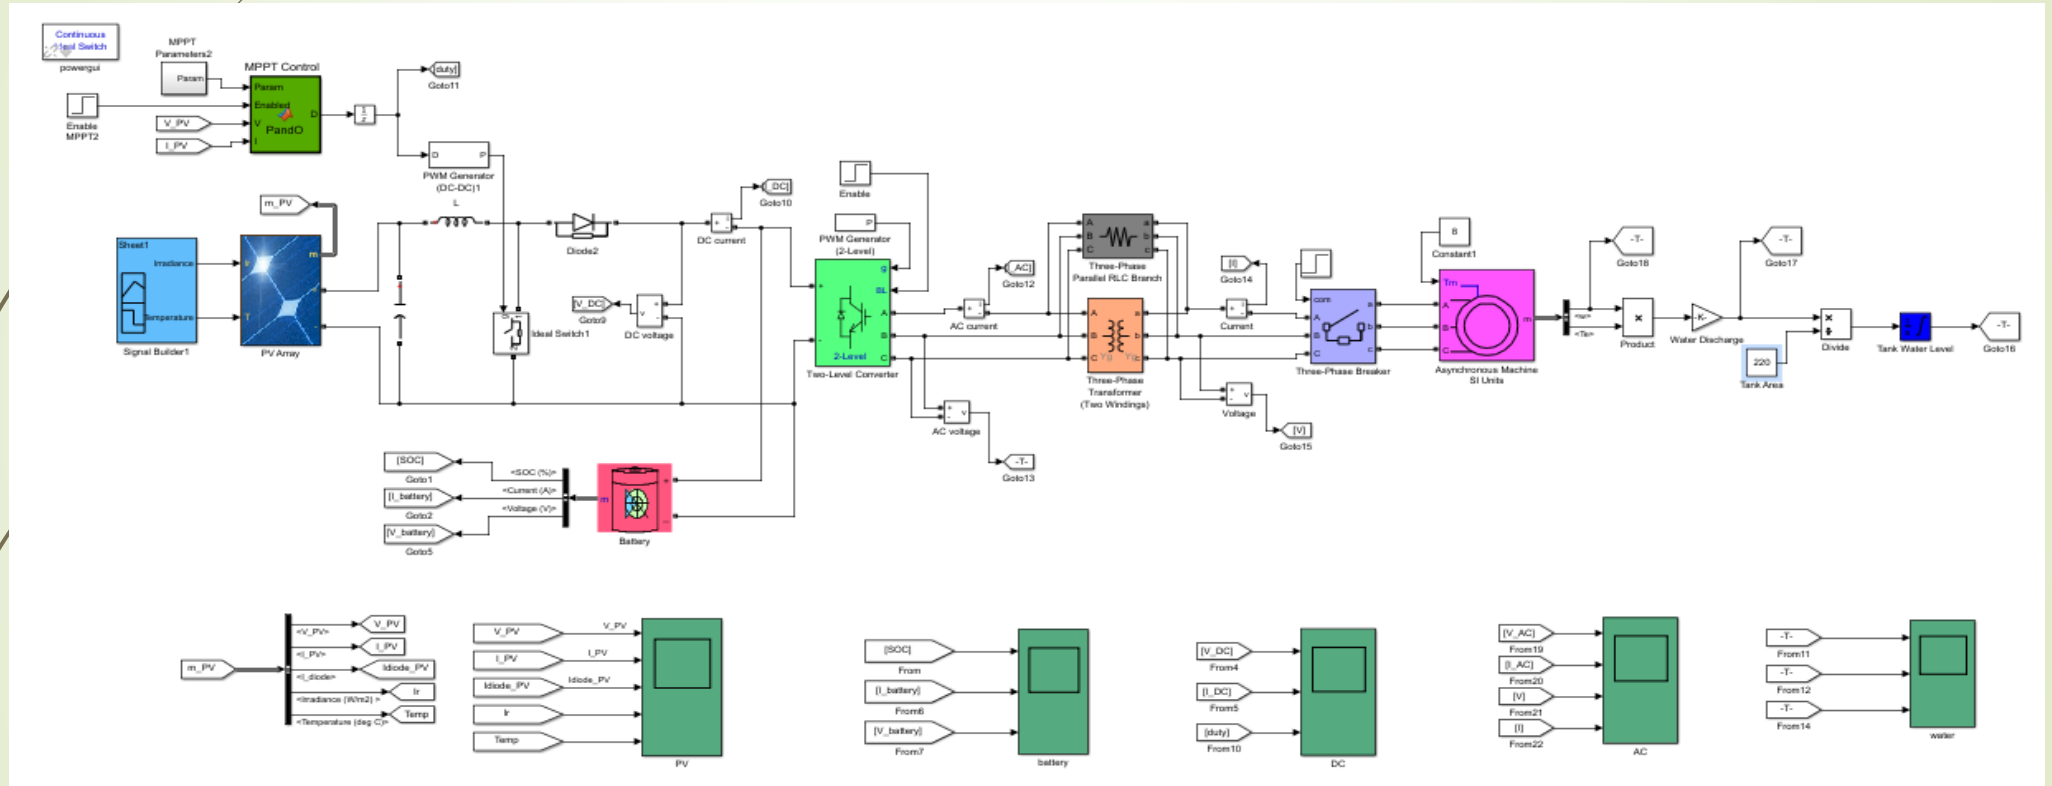 Continuous
Ideal Switch
powergui
MPPT
Parameters2
Param
MPPT Control
Param
Enabled
V
I
PandO
D
Enable
MPPT2
V_PV
I_PV
1
z
[duty]
Goto11
D
P
PWM Generator
(DC-DC)1
L
m_PV
Sheet1
Irradiance
Temperature
Signal Builder1
Ir
T
m
+
-
PV Array
Diode2
Ideal Switch1
[V_DC]
Goto9
DC voltage
DC current
[I_DC]
Goto10
Enable
P
PWM Generator
(2-Level)
g
BL
A
B
C
+
-
2-Level
Two-Level Converter
AC current
[I_AC]
Goto12
AC voltage
-T-
Goto13
A
B
C
a
b
c
Three-Phase
Parallel RLC Branch
A
B
C
a
b
c
Yg
Yg
Three-Phase
Transformer
(Two Windings)
[I]
Goto14
Current
Voltage
[V]
Goto15
com
A
B
C
a
b
c
Three-Phase Breaker
8
Constant1
Tm
A
B
C
m
Asynchronous Machine
SI Units
<w>
<Te>
-T-
Goto18
×
Product
-K-
Water Discharge
-T-
Goto17
220
Tank Area
×
÷
Divide
Tank Water Level
-T-
Goto16
[SOC]
Goto1
[I_battery]
Goto2
[V_battery]
Goto5
<SOC (%)>
<Current (A)>
<Voltage (V)>
m
+
-
Battery
m_PV
<V_PV>
<I_PV>
<I_diode>
<Irradiance (W/m2) >
<Temperature (deg C)>
V_PV
I_PV
Idiode_PV
Ir
Temp
V_PV
I_PV
Idiode_PV
Ir
Temp
V_PV
I_PV
Idiode_PV
PV
[SOC]
From
[I_battery]
From6
[V_battery]
From7
battery
[V_DC]
From4
[I_DC]
From5
[duty]
From10
DC
[V_AC]
From19
[I_AC]
From20
[V]
From21
[I]
From22
AC
-T-
From11
-T-
From12
-T-
From14
water